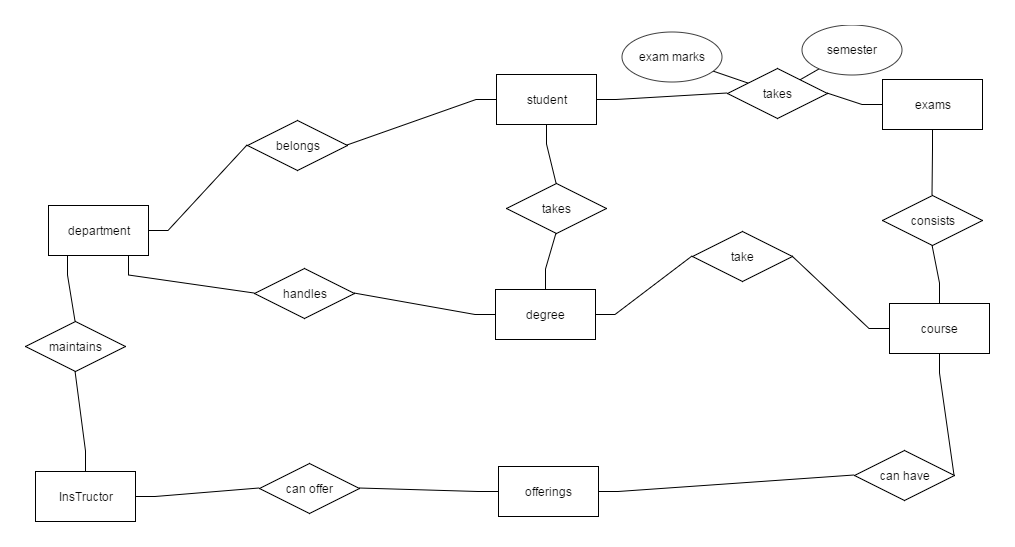 semester
exam marks
student
takes
exams
belongs
takes
consists
department
take
handles
degree
course
maintains
can have
can offer
offerings
InsTructor